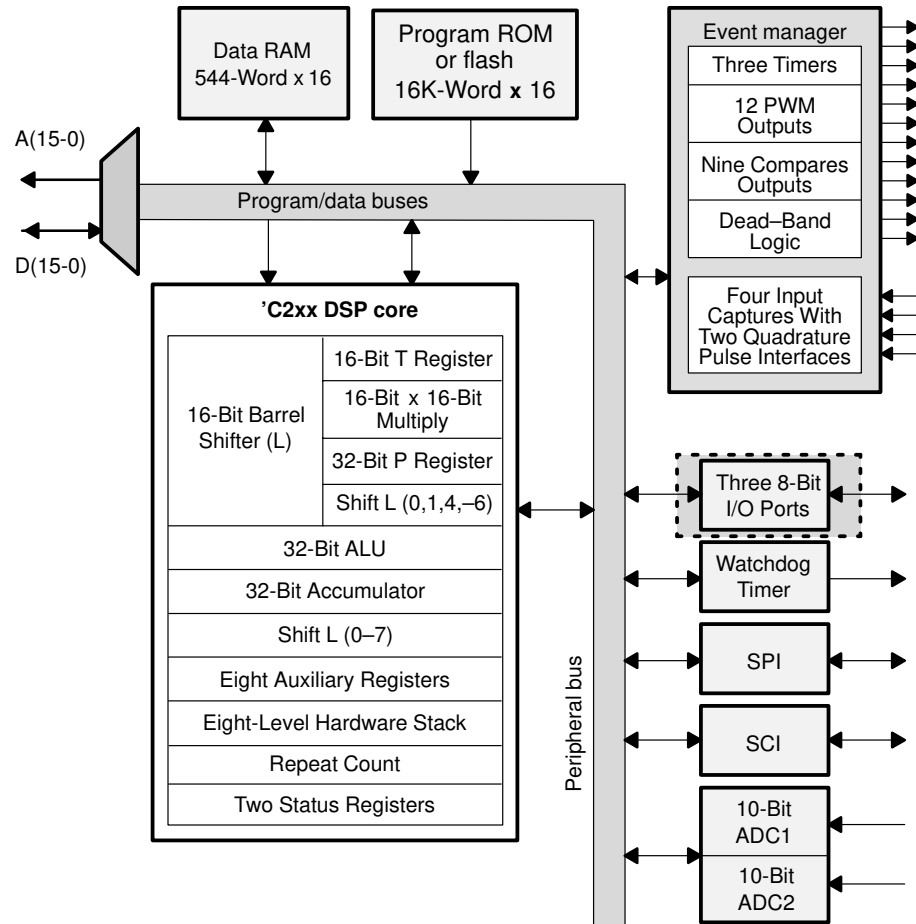 Data RAM
544-Word x 16
Program ROM
or flash
16K-Word x 16
A(15-0)
D(15-0)
Program/data buses
Event manager
Three Timers
12 PWM
Outputs
Nine Compares
Outputs
Dead–Band
Logic
Four Input
Captures With
Two Quadrature
Pulse Interfaces
'C2xx DSP core
16-Bit Barrel
Shifter (L)
16-Bit T Register
16-Bit x 16-Bit
Multiply
32-Bit P Register
Shift L (0,1,4,–6)
32-Bit ALU
32-Bit Accumulator
Shift L (0–7)
Eight Auxiliary Registers
Eight-Level Hardware Stack
Repeat Count
Two Status Registers
Peripheral bus
Three 8-Bit
I/O Ports
Watchdog
Timer
SPI
SCI
10-Bit
ADC1
10-Bit
ADC2